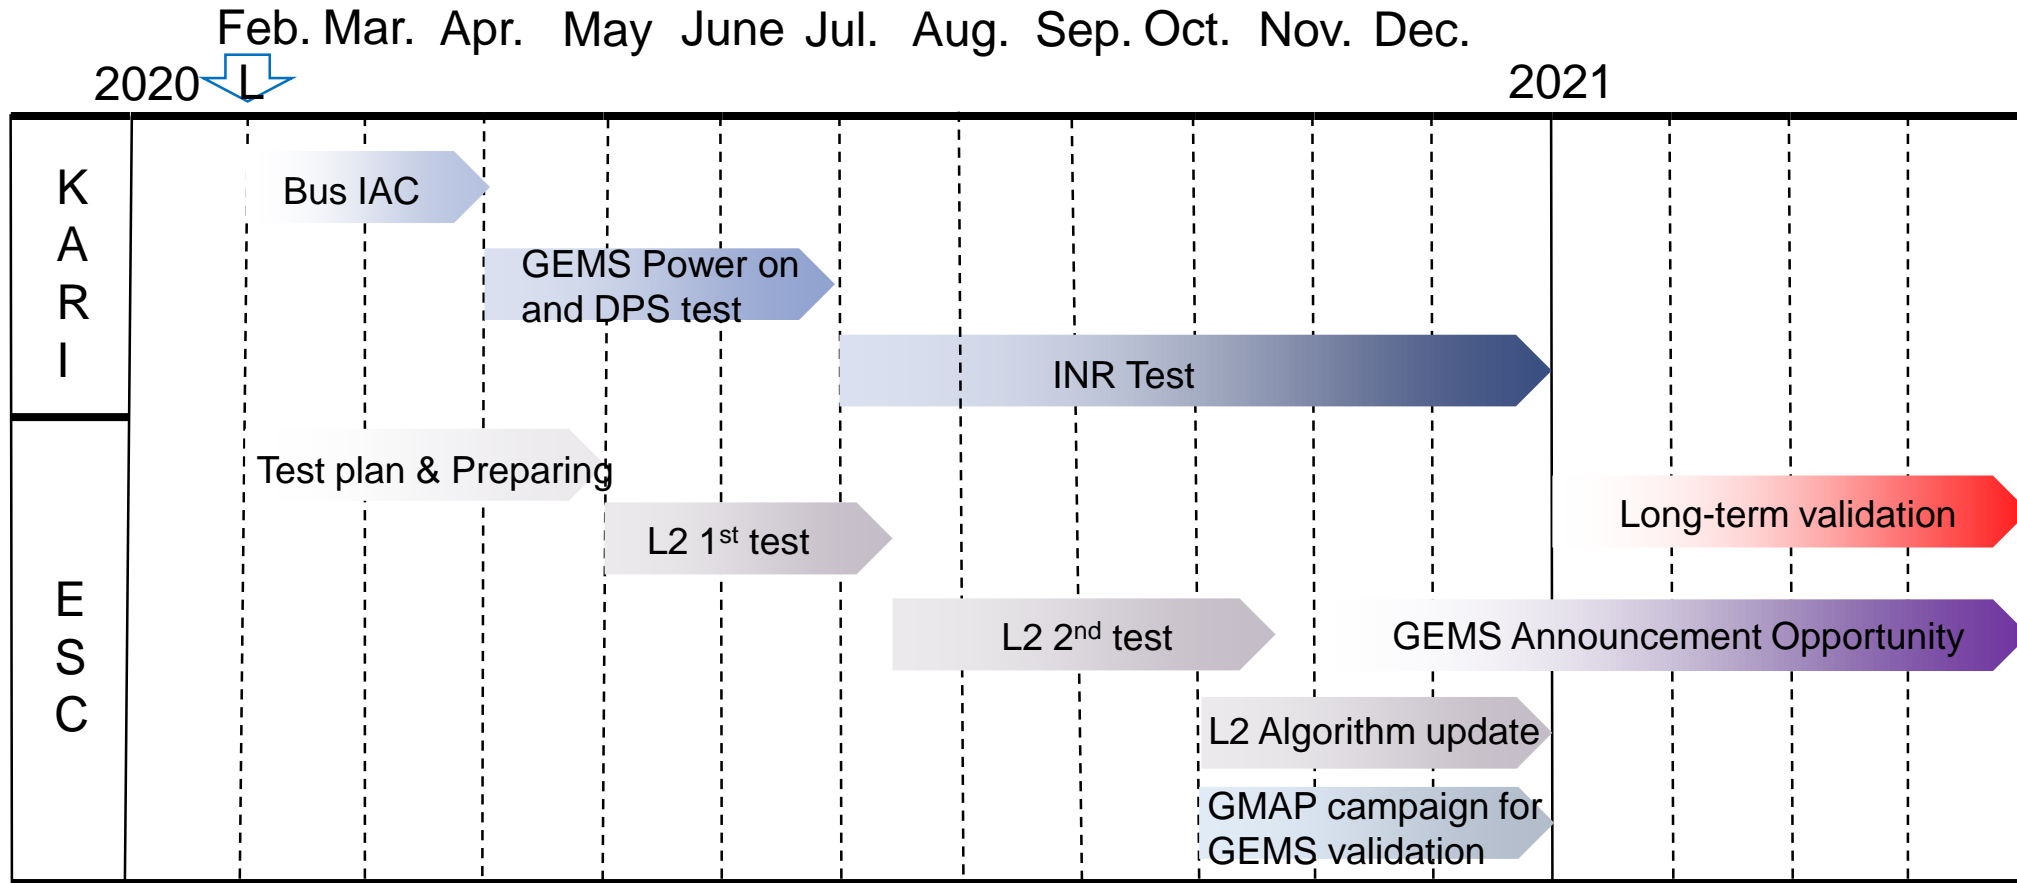 Feb. Mar. Apr. May June Jul. Aug. Sep. Oct. Nov. Dec.
2020 L 2021
K
A
R
I
Bus IAC
GEMS Power on
and DPS test
INR Test
E
S
C
Test plan & Preparing
Long-term validation
L2 1st test
L2 2nd test
GEMS Announcement Opportunity
L2 Algorithm update
GMAP campaign for
GEMS validation